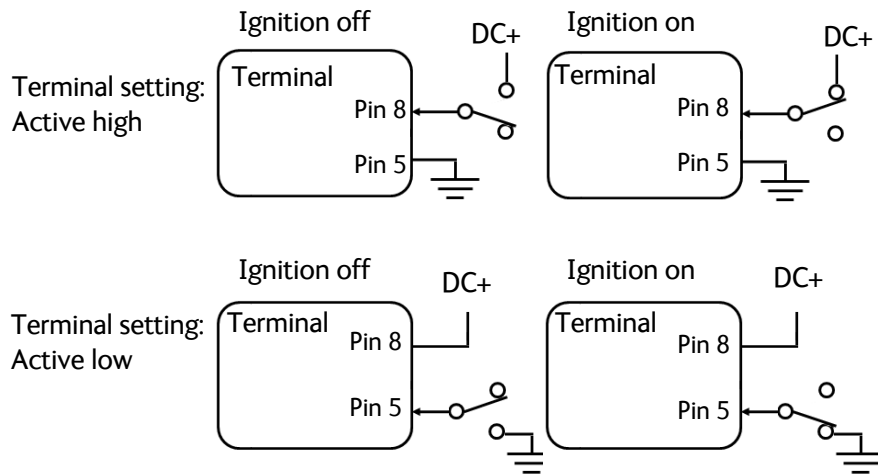 Ignition off
Ignition on
DC+
DC+
Terminal setting:
Active high
Terminal
Pin 8
Pin 5
Terminal
Pin 8
Pin 5
Ignition off
Ignition on
DC+
DC+
Terminal setting:
Active low
Terminal
Pin 8
Pin 5
Terminal
Pin 8
Pin 5